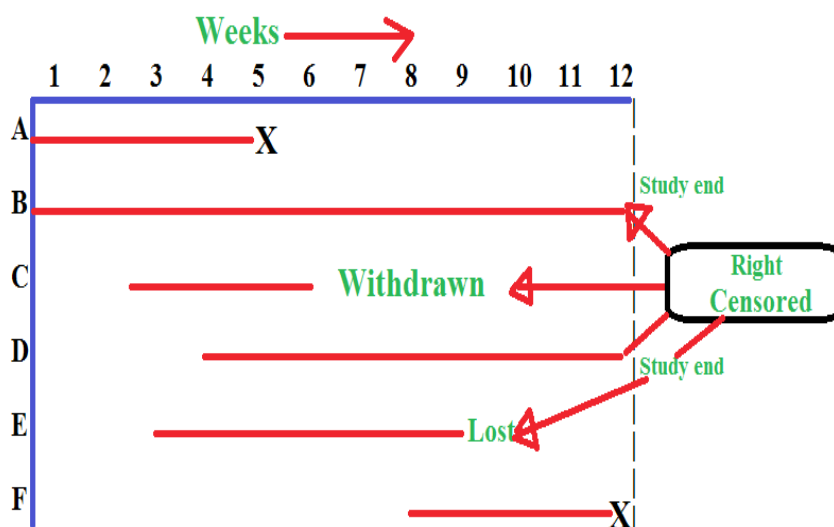 Weeks
1 2 3 4 5 6 7 8 9 10 11 12
A X
B Study end
C Withdrawn Right
Censored
D
Study end
E Lost
F X